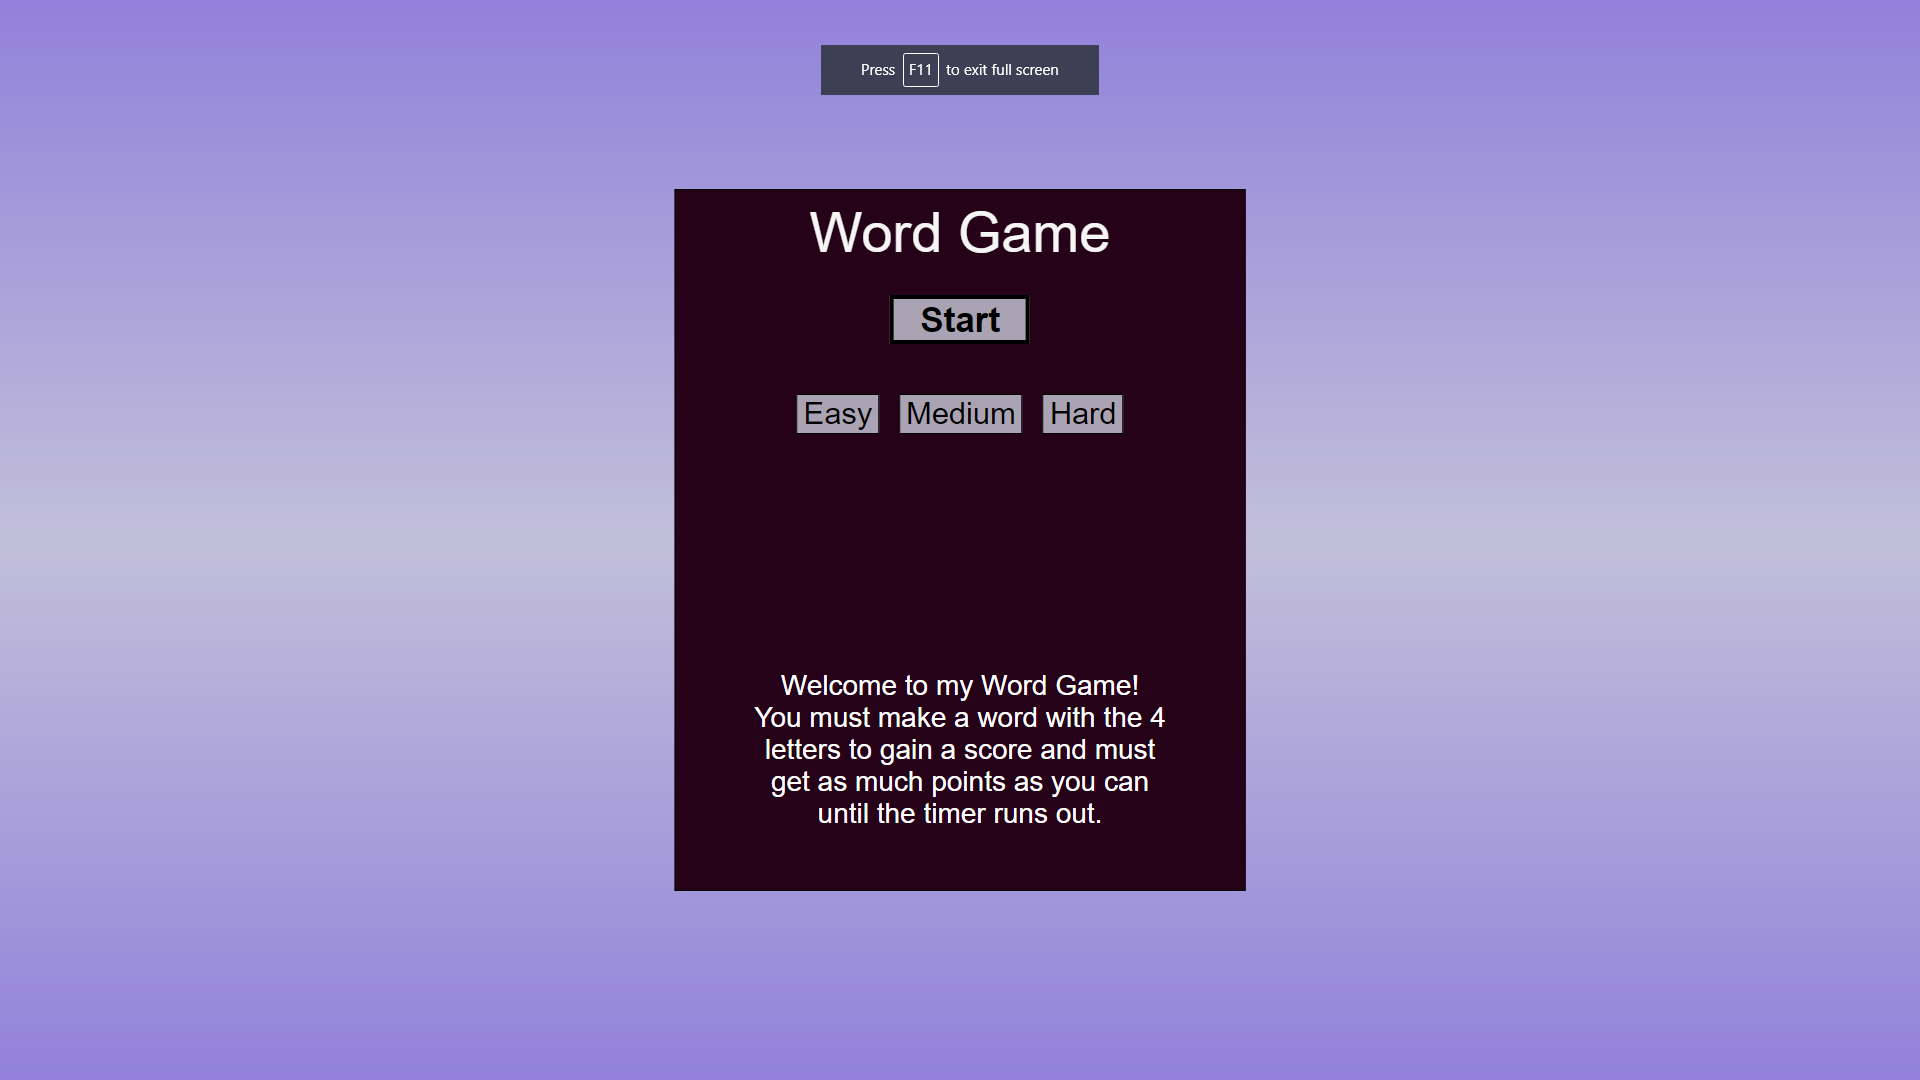 Press F11 to exit full screen
Word Game
Start
Easy Medium Hard
Welcome to my Word Game!
You must make a word with the 4
letters to gain a score and must
get as much points as you can
until the timer runs out.